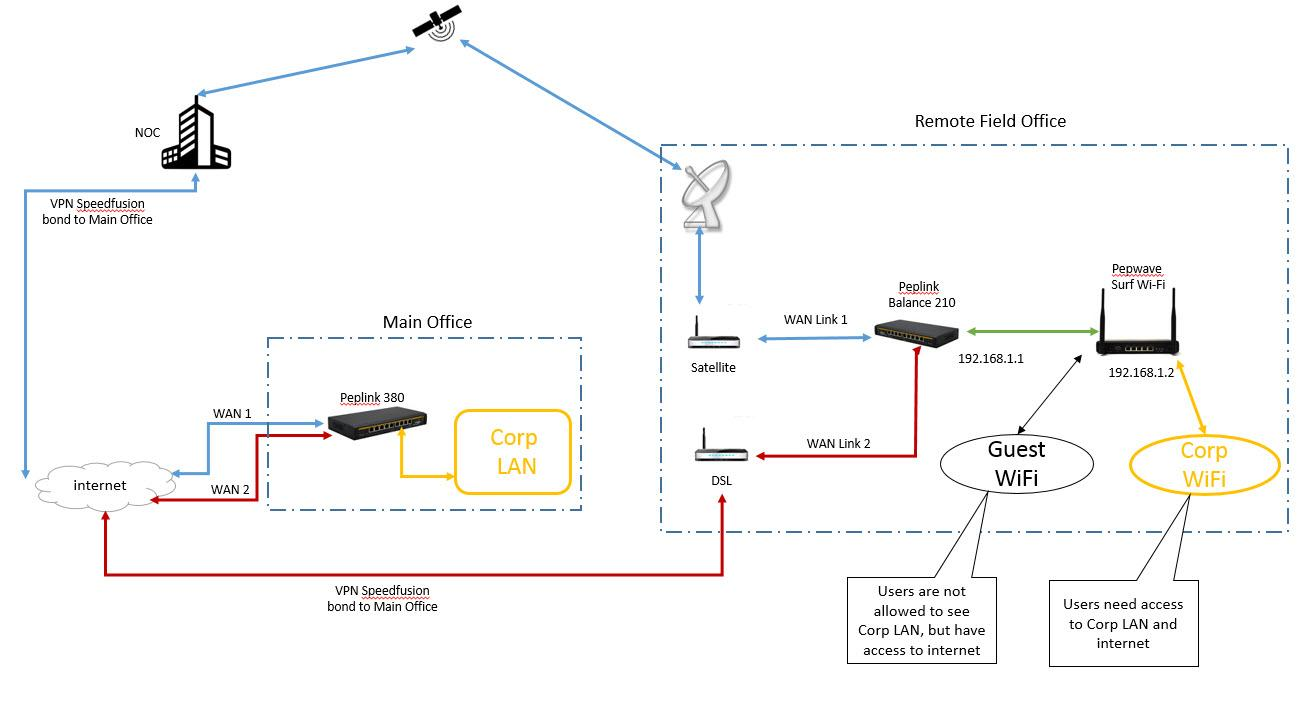 NOC
VPN Speedfusion
bond to Main Office
Remote Field Office
Main Office
Peplink 380
Corp
LAN
WAN 1
WAN 2
internet
VPN Speedfusion
bond to Main Office
Satellite
WAN Link 1
Peplink
Balance 210
192.168.1.1
Pepwave
Surf Wi-Fi
192.168.1.2
DSL
WAN Link 2
Guest
WiFi
Corp
WiFi
Users are not
allowed to see
Corp LAN, but have
access to internet
Users need access
to Corp LAN and
internet